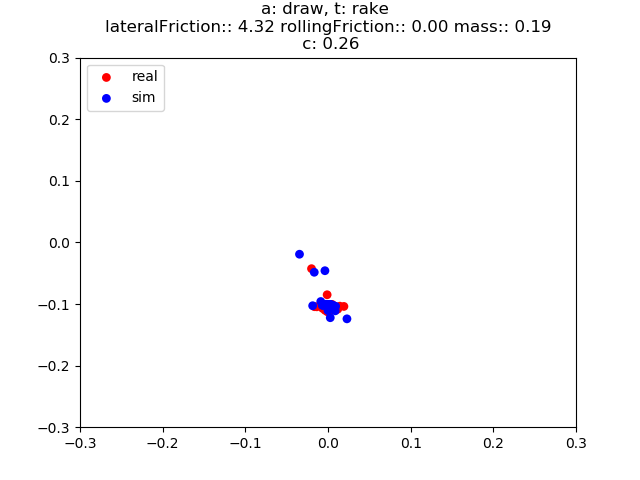 a: draw, t: rake
lateralFriction:: 4.32 rollingFriction:: 0.00 mass:: 0.19
c: 0.26
real
sim
0.3
0.2
0.1
0.0
−0.1
−0.2
−0.3
−0.3 −0.2 −0.1 0.0 0.1 0.2 0.3